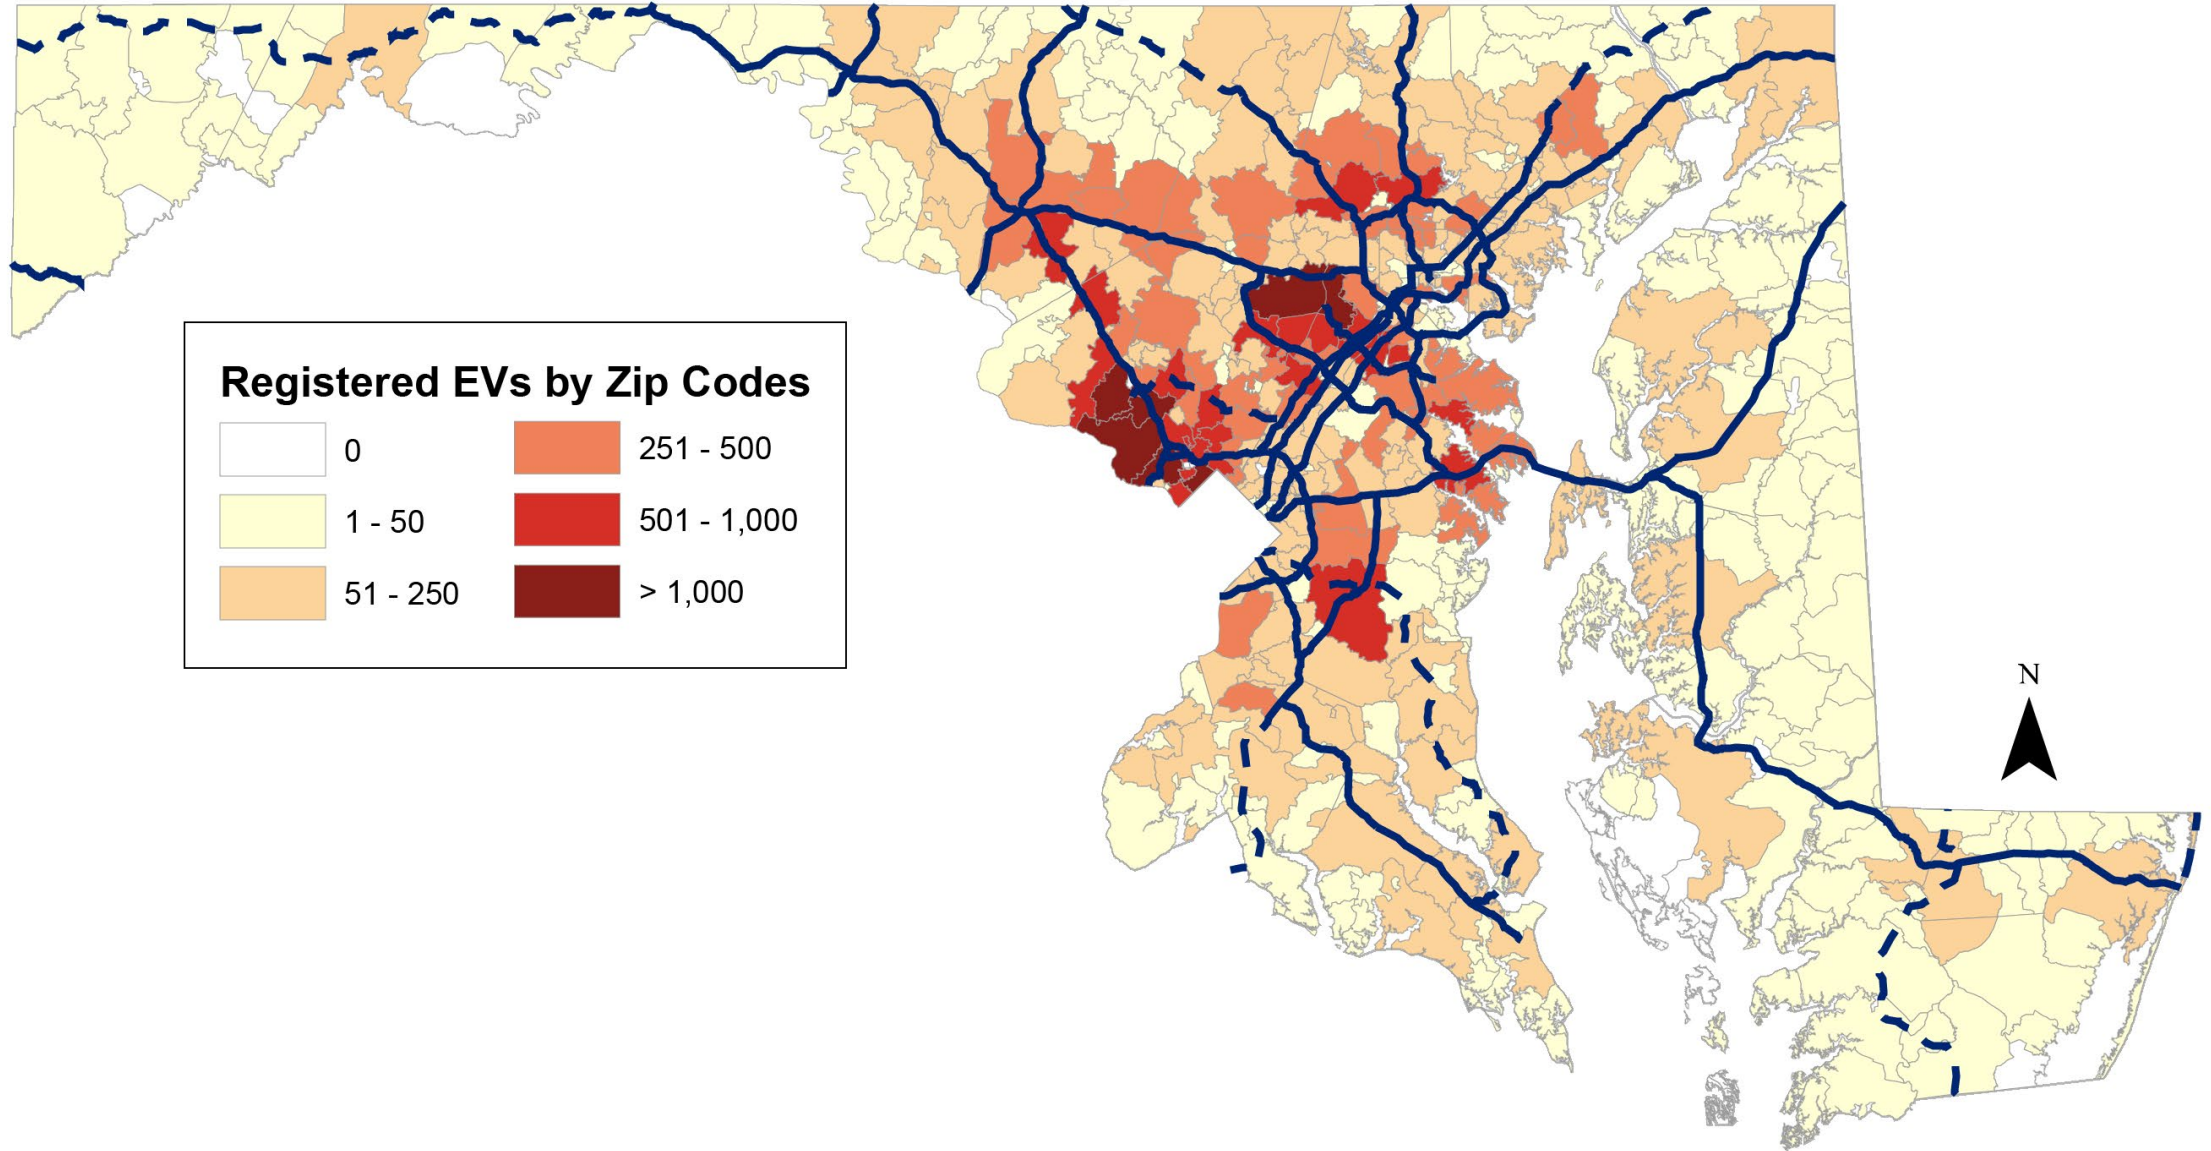 Registered EVs by Zip Codes
0
1 - 50
51 - 250
251 - 500
501 - 1,000
> 1,000
N